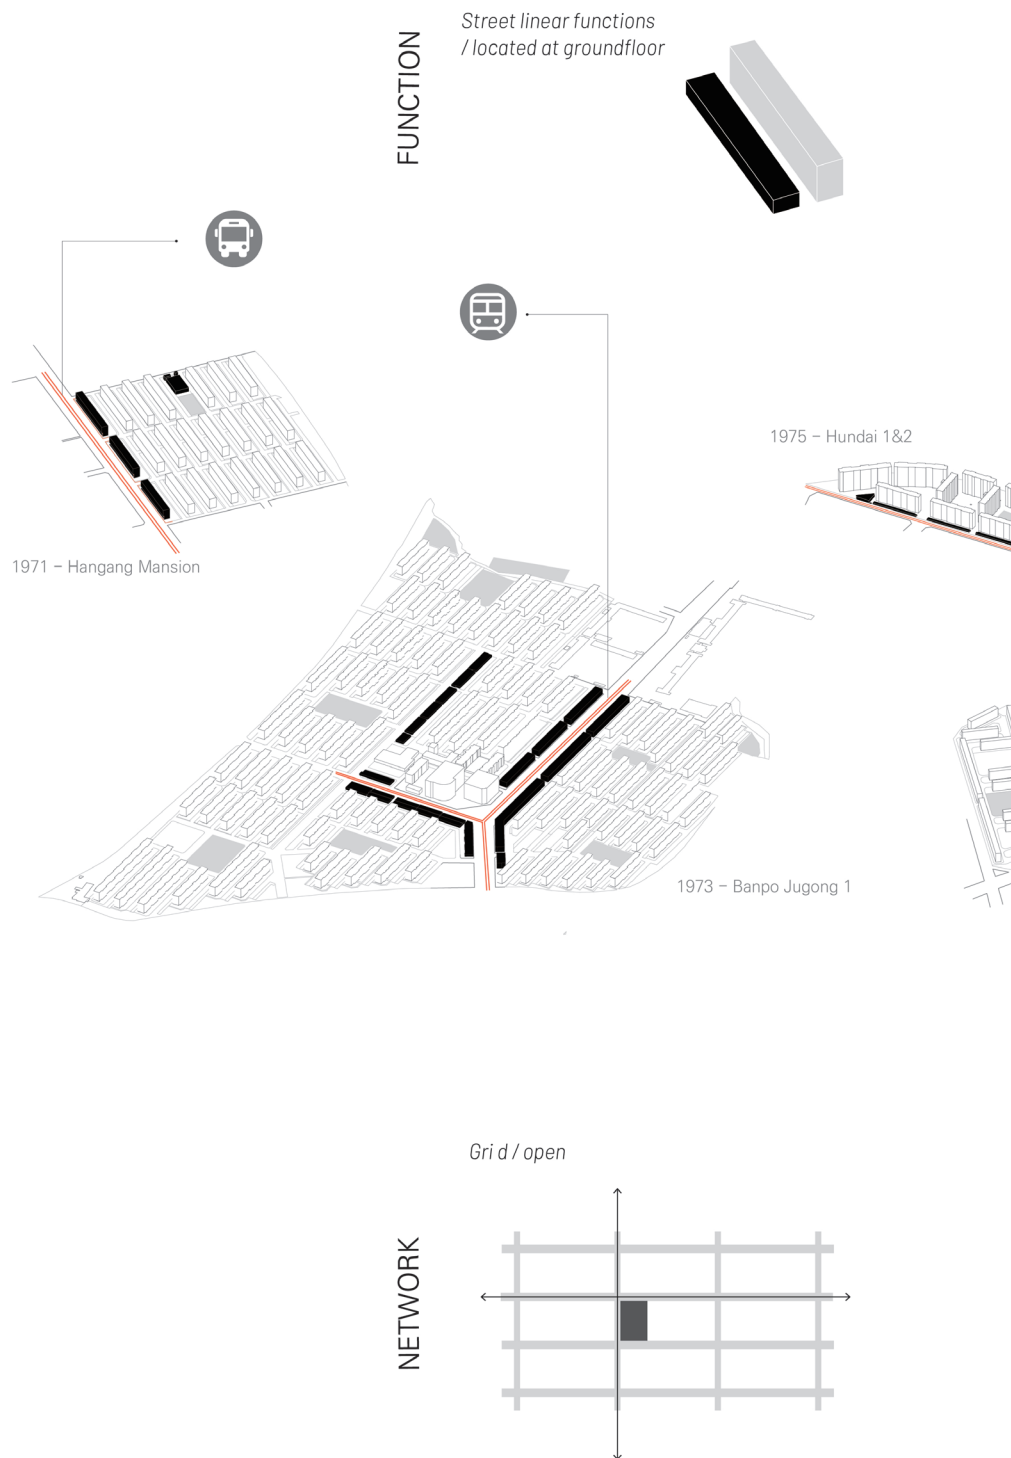 Street linear functions
/ located at groundfloor
FUNCTION
1975 – Hundai 1&2
1971 – Hangang Mansion
1973 – Banpo Jugong 1
Gri d / open
NETWORK